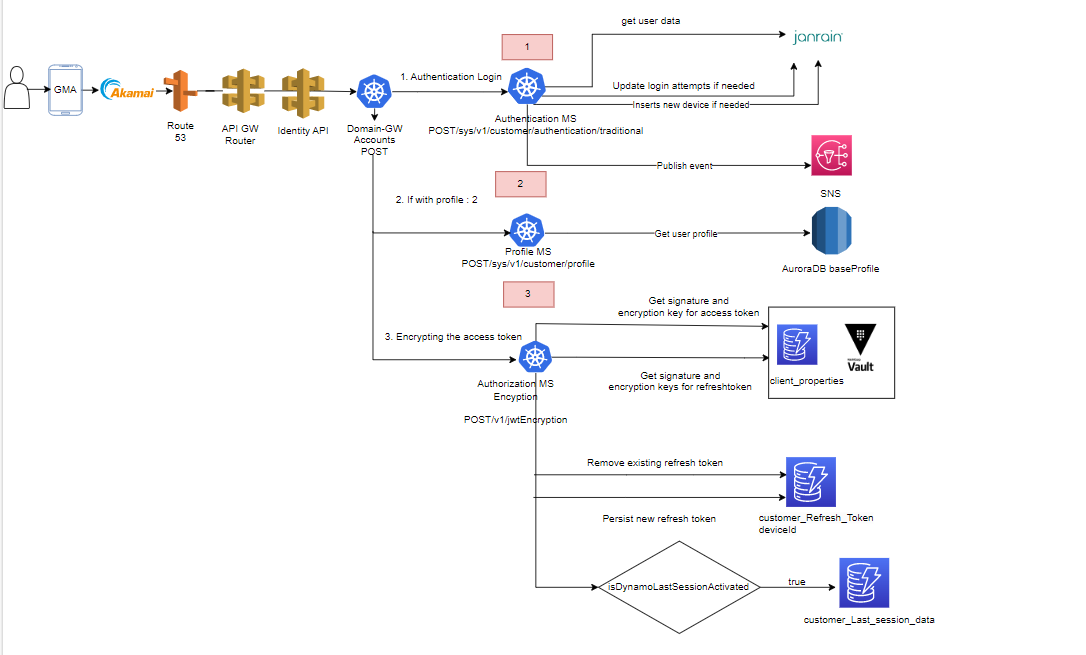 get user data
1
janrain
1. Authentication Login
GMA
Akamai
Update login attempts if needed
Inserts new device if needed
Route
53
API GW
Router
Identity API
Domain-GW
Accounts
POST
Authentication MS
POST/sys/v1/customer/authentication/traditional
Publish event
2
SNS
2. If with profile : 2
Get user profile
Profile MS
POST/sys/v1/customer/profile
AuroraDB baseProfile
3
Get signature and
encryption key for access token
3. Encrypting the access token
Vault
Get signature and
encryption keys for refreshtoken
client_properties
Authorization MS
Encyption
POST/v1/jwtEncryption
Remove existing refresh token
Persist new refresh token
customer_Refresh_Token
deviceId
isDynamoLastSessionActivated
true
customer_Last_session_data